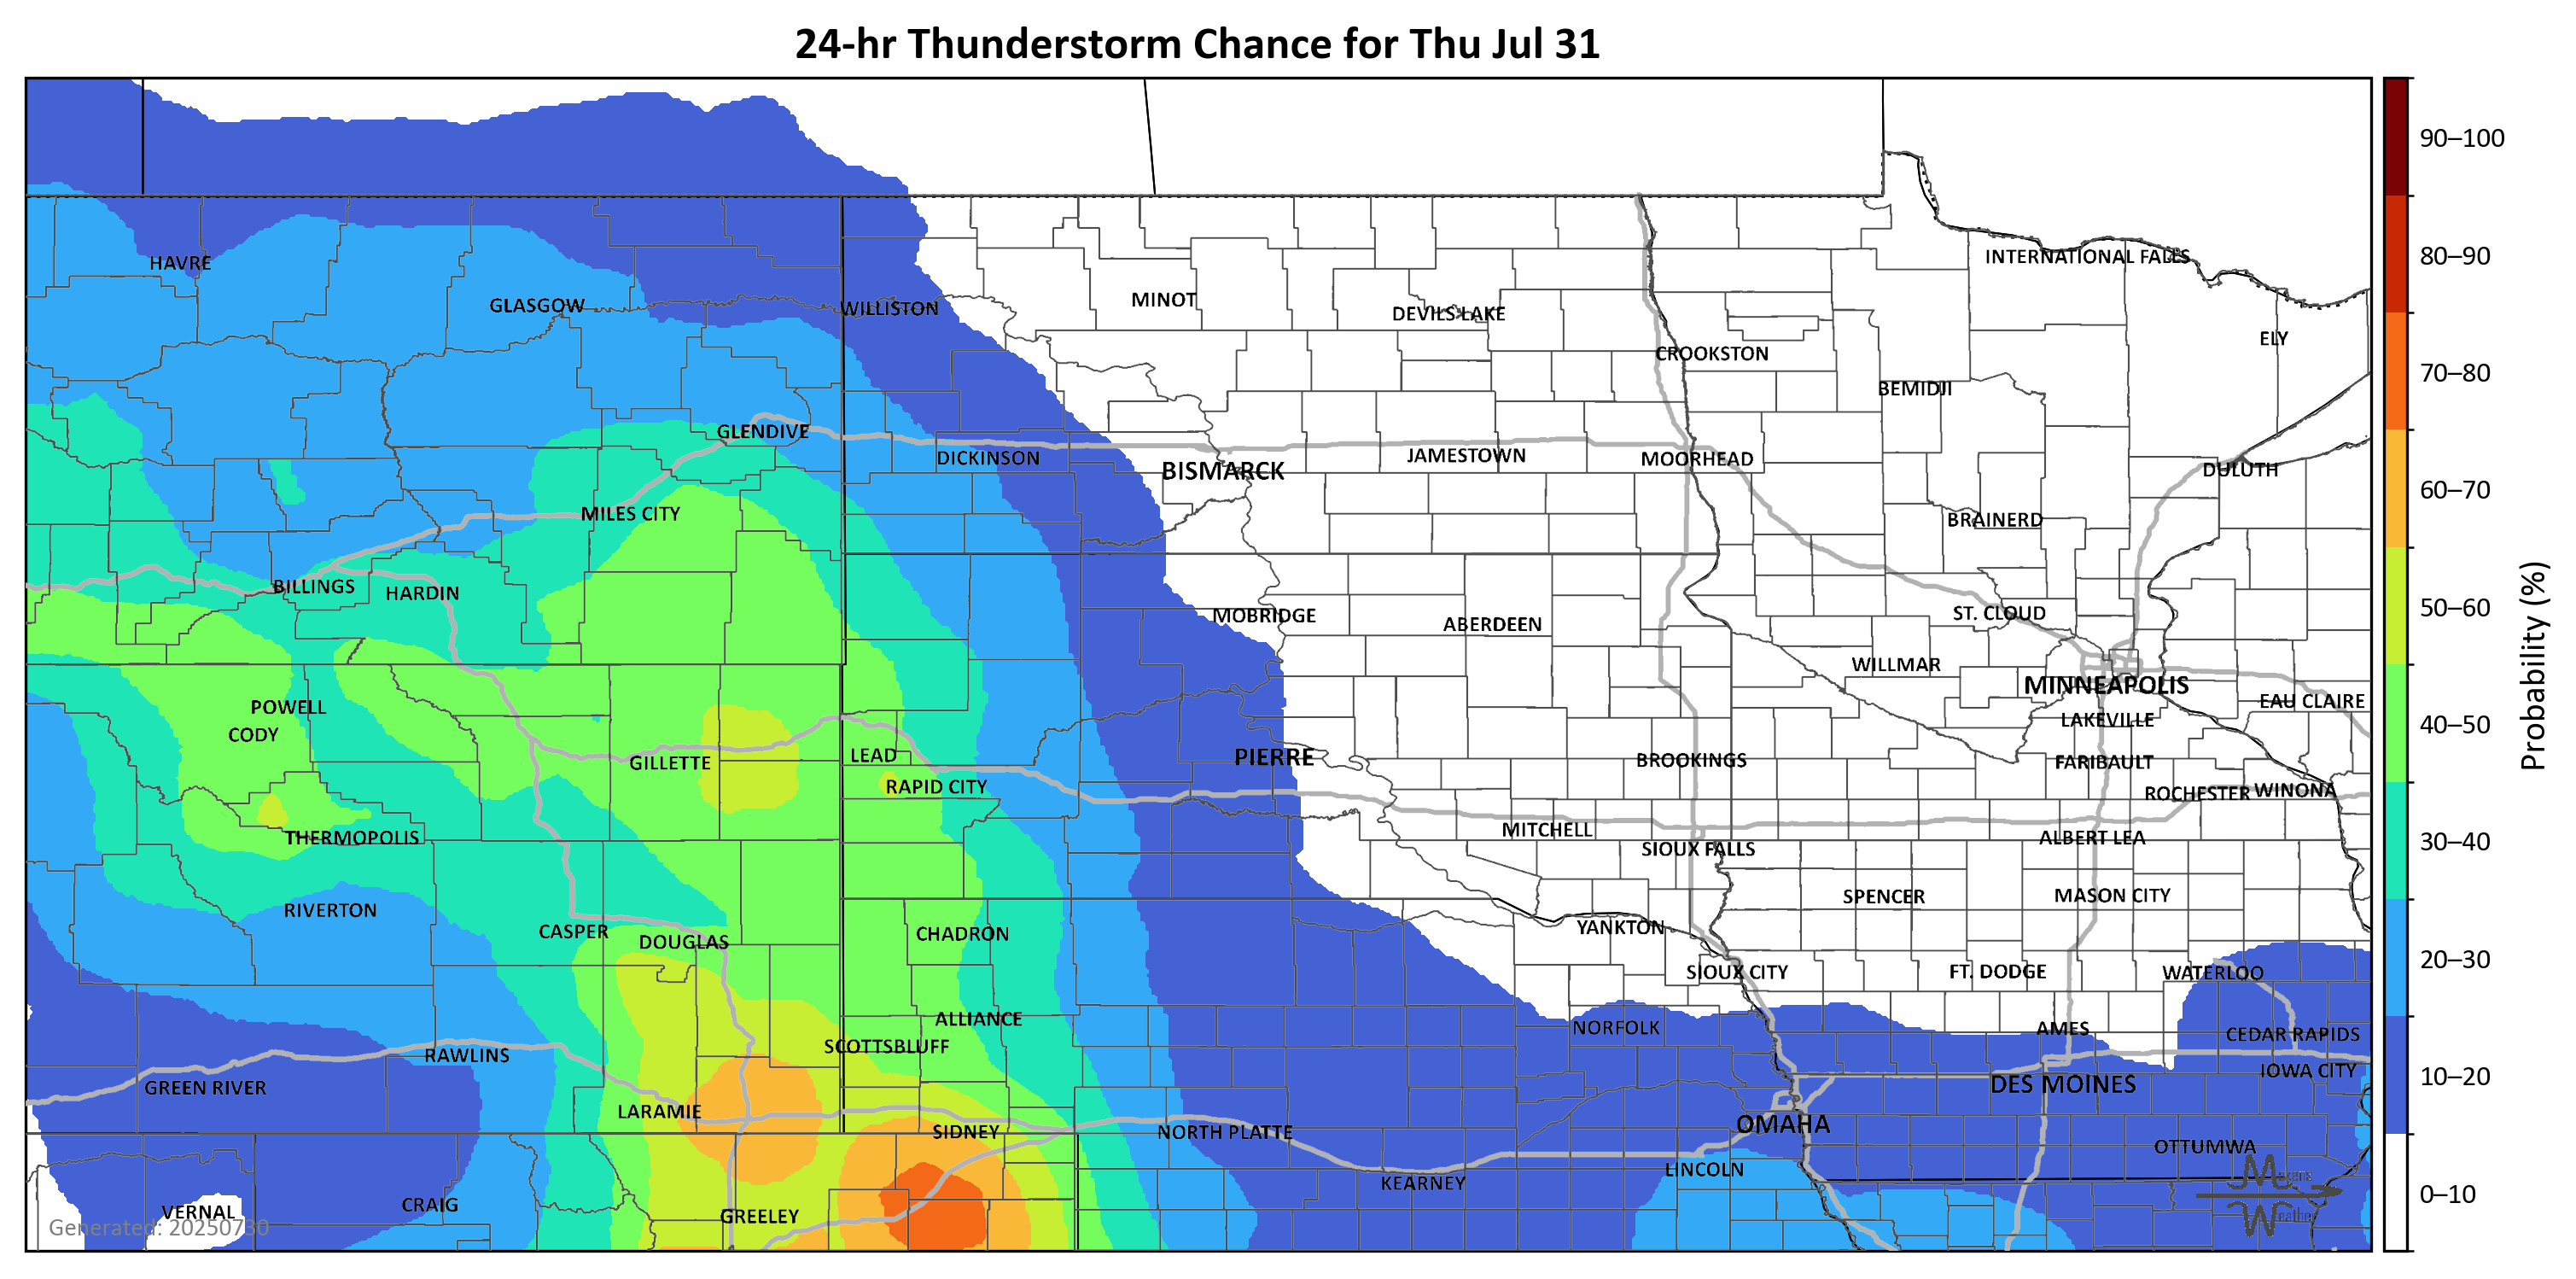 24-hr Thunderstorm Chance for Thu Jul 31
90–100
80–90
70–80
60–70
50–60
40–50
30–40
20–30
10–20
0–10
Probability (%)
HAVRE
GLASGOW
WILLISTON
MINOT
DEVILS LAKE
INTERNATIONAL FALLS
ELY
CROOKSTON
BEMIDJI
GLENDIVE
DICKINSON
BISMARCK
JAMESTOWN
MOORHEAD
DULUTH
MILES CITY
BRAINERD
BILLINGS
HARDIN
MOBRIDGE
ABERDEEN
ST. CLOUD
WILLMAR
MINNEAPOLIS
EAU CLAIRE
POWELL
CODY
LAKEVILLE
GILLETTE
LEAD
PIERRE
BROOKINGS
FARIBAULT
RAPID CITY
ROCHESTER
WINONA
THERMOPOLIS
MITCHELL
SIOUX FALLS
ALBERT LEA
RIVERTON
SPENCER
MASON CITY
CASPER
DOUGLAS
CHADRON
YANKTON
SIOUX CITY
FT. DODGE
WATERLOO
ALLIANCE
NORFOLK
AMES
CEDAR RAPIDS
RAWLINS
SCOTTSBLUFF
GREEN RIVER
DES MOINES
IOWA CITY
LARAMIE
SIDNEY
NORTH PLATTE
OMAHA
OTTUMWA
LINCOLN
KEARNEY
VERNAL
CRAIG
GREELEY
Generated: 20250730
Makens
Weather